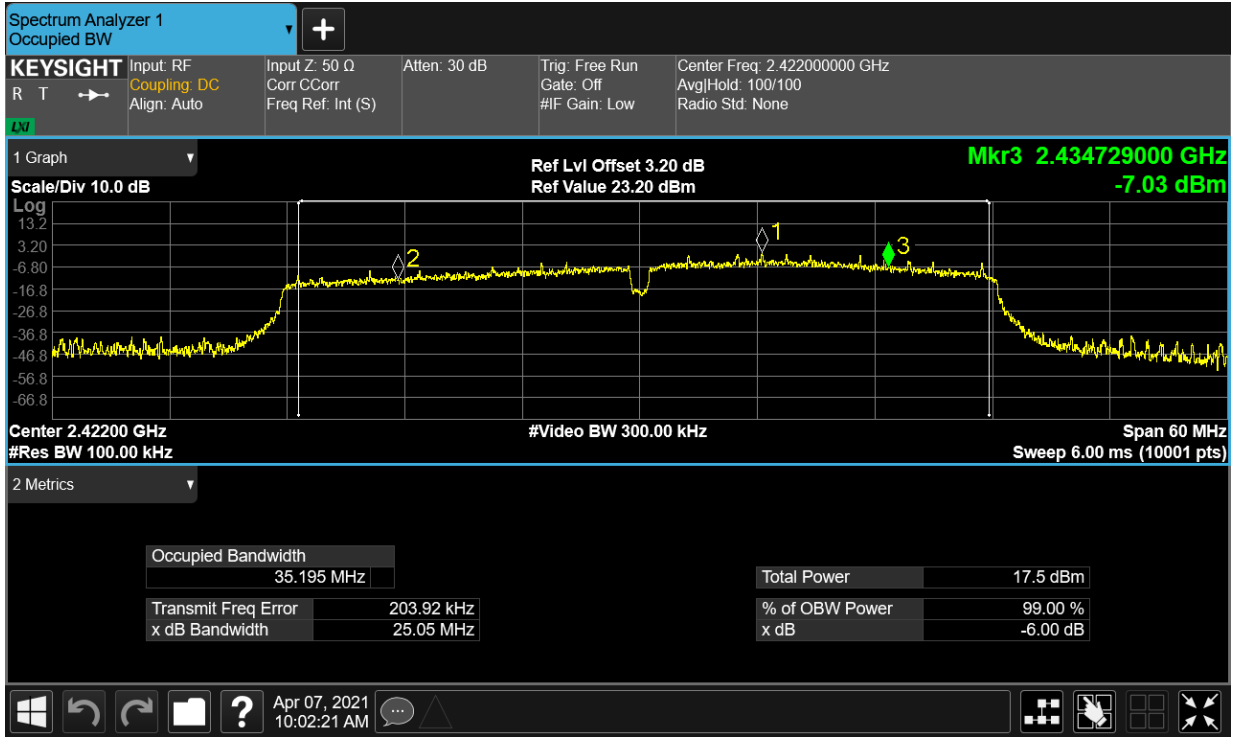 Spectrum Analyzer 1
Occupied BW
KEYSIGHT
R T
LXI
Input: RF
Coupling: DC
Align: Auto
Input Z: 50 Ω
Corr CCorr
Freq Ref: Int (S)
Atten: 30 dB
Trig: Free Run
Gate: Off
#IF Gain: Low
Center Freq: 2.422000000 GHz
Avg|Hold: 100/100
Radio Std: None
1 Graph
Scale/Div 10.0 dB
Ref Lvl Offset 3.20 dB
Ref Value 23.20 dBm
Mkr3 2.434729000 GHz
-7.03 dBm
Log
13.2
3.20
-6.80
-16.8
-26.8
-36.8
-46.8
-56.8
-66.8
2
1
3
Center 2.42200 GHz
#Res BW 100.00 kHz
#Video BW 300.00 kHz
Span 60 MHz
Sweep 6.00 ms (10001 pts)
2 Metrics
Occupied Bandwidth
35.195 MHz
Transmit Freq Error 203.92 kHz
x dB Bandwidth 25.05 MHz
Total Power 17.5 dBm
% of OBW Power 99.00 %
x dB -6.00 dB
?
Apr 07, 2021
10:02:21 AM